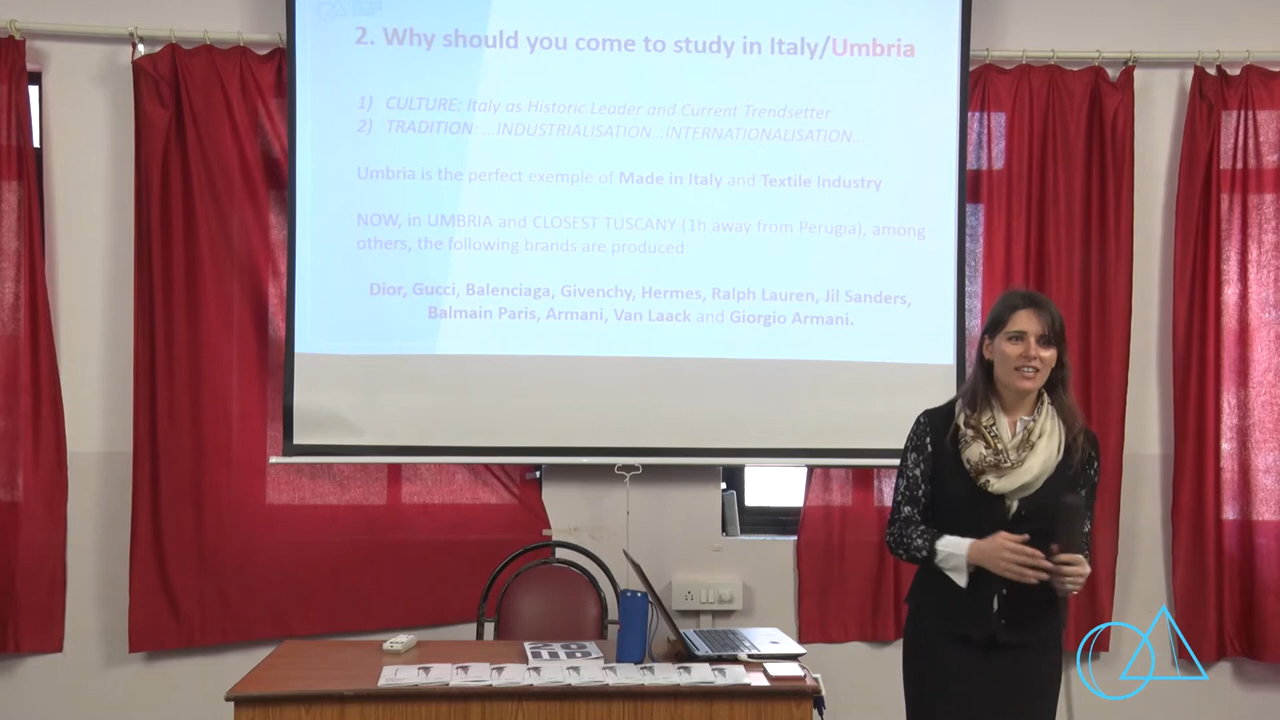 2. Why should you come to study in Italy/Umbria
1) CULTURE: Italy as Historic Leader and Current Trendsetter
2) TRADITION: ...INDUSTRIALISATION...INTERNATIONALISATION...
Umbria is the perfect exemple of Made in Italy and Textile Industry
NOW, in UMBRIA and CLOSEST TUSCANY (1h away from Perugia), among
others, the following brands are produced:
Dior, Gucci, Balenciaga, Givenchy, Hermes, Ralph Lauren, Jil Sanders,
Balmain Paris, Armani, Van Laack and Giorgio Armani.